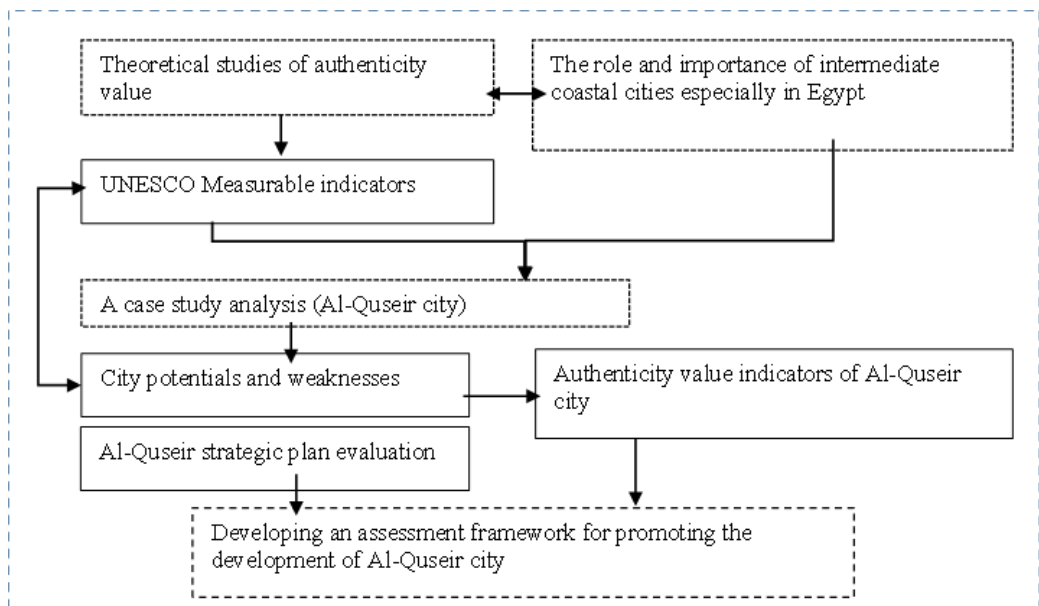 Theoretical studies of authenticity
value
The role and importance of intermediate
coastal cities especially in Egypt
UNESCO Measurable indicators
A case study analysis (Al-Quseir city)
City potentials and weaknesses
Authenticity value indicators of Al-Quseir
city
Al-Quseir strategic plan evaluation
Developing an assessment framework for promoting the
development of Al-Quseir city